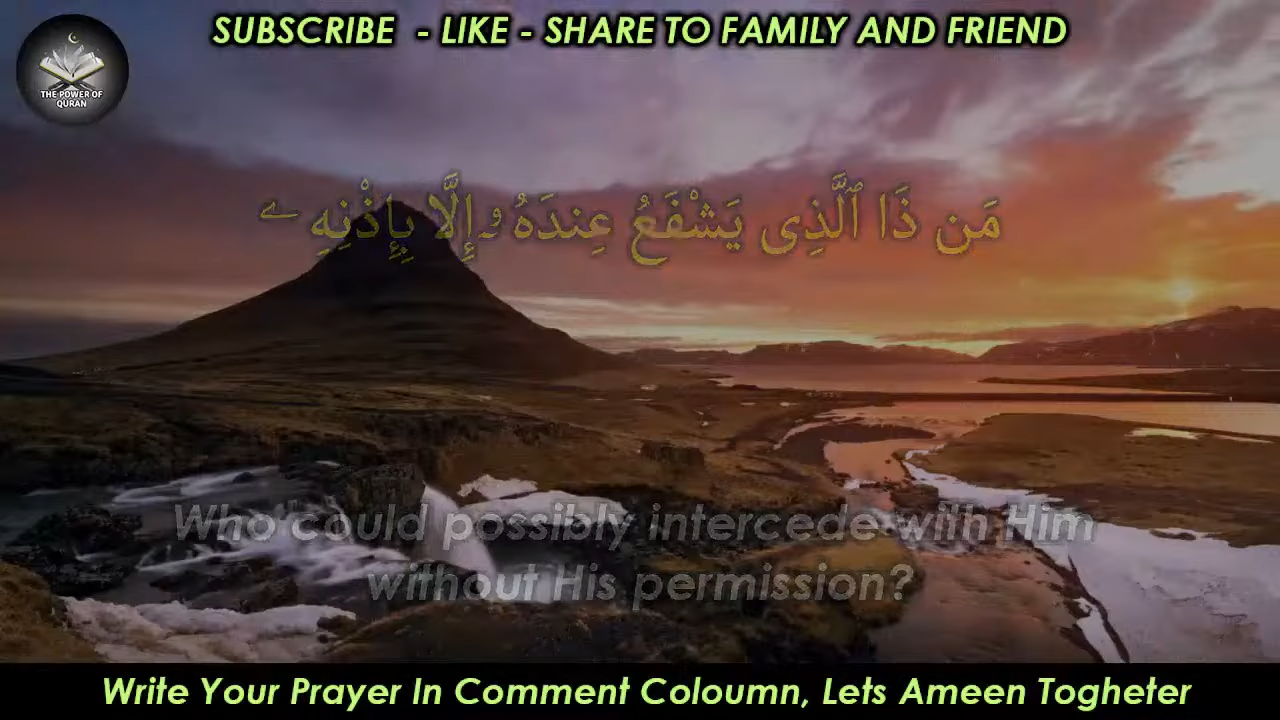 SUBSCRIBE - LIKE - SHARE TO FAMILY AND FRIEND
THE POWER OF
QURAN
مَن ذَا ٱلَّذِى يَشْفَعُ عِندَهُۥٓ إِلَّا بِإِذْنِهِۦ
Who could possibly intercede with Him
without His permission?
Write Your Prayer In Comment Coloumn, Lets Ameen Togheter